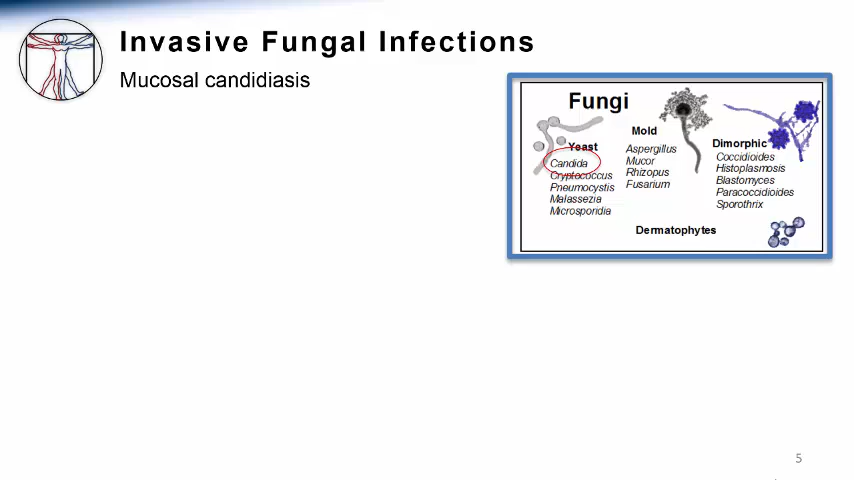 Invasive Fungal Infections
Mucosal candidiasis
Fungi
Yeast
Candida
Cryptococcus
Pneumocystis
Malassezia
Microsporidia
Mold
Aspergillus
Mucor
Rhizopus
Fusarium
Dimorphic
Coccidioides
Histoplasmosis
Blastomyces
Paracoccidioides
Sporothrix
Dermatophytes
5